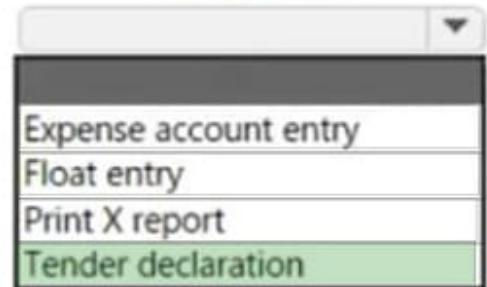 Expense account entry
Float entry
Print X report
Tender declaration